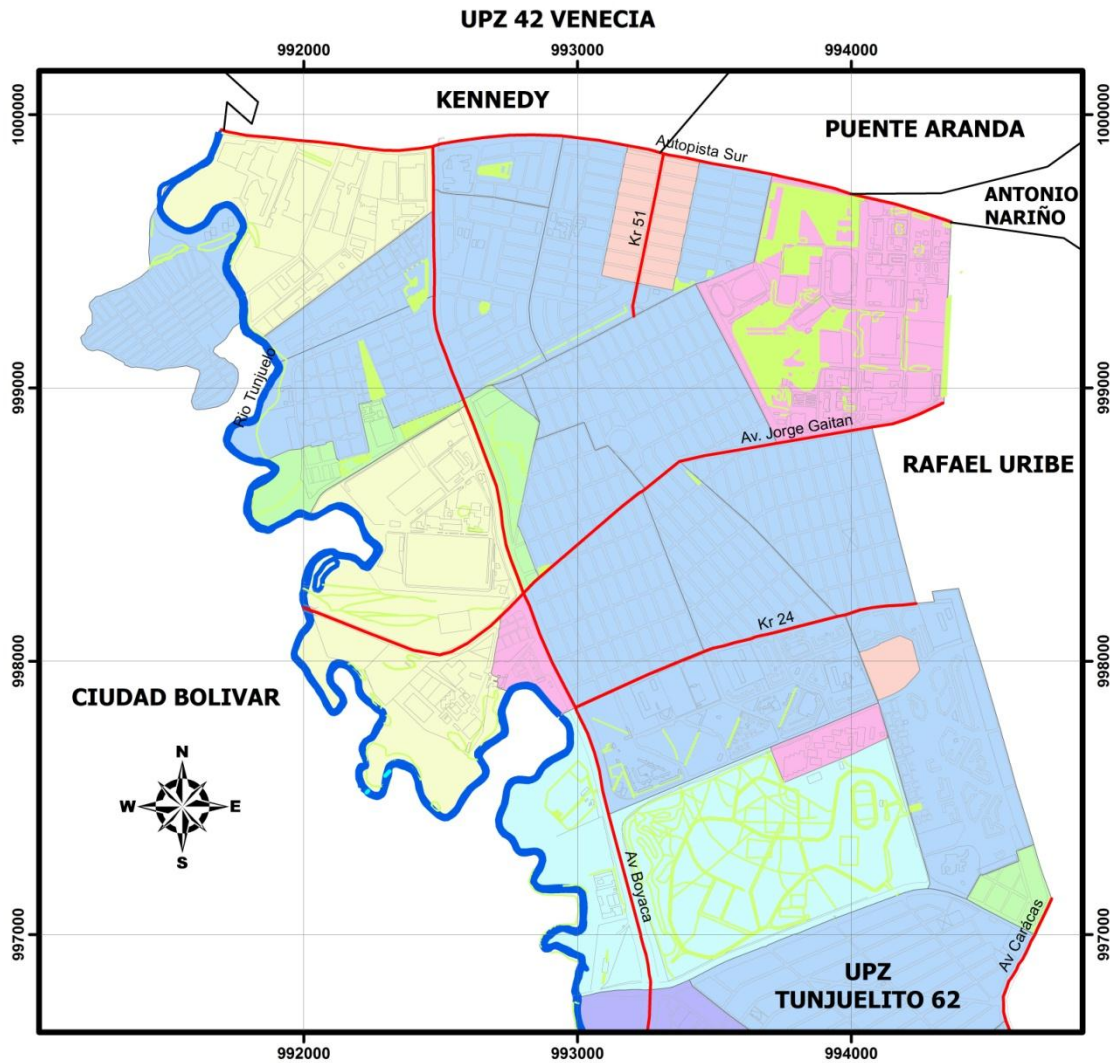 UPZ 42 VENECIA
992000
993000
994000
1000000
KENNEDY
PUENTE ARANDA
1000000
Autopista Sur
ANTONIO
NARIÑO
Kr 51
999000
Rio Tunjuelo
999000
Av. Jorge Gaitan
RAFAEL URIBE
Kr 24
998000
998000
CIUDAD BOLIVAR
N
W
E
S
Av Boyaca
997000
Av Carácas
997000
UPZ
TUNJUELITO 62
992000
993000
994000